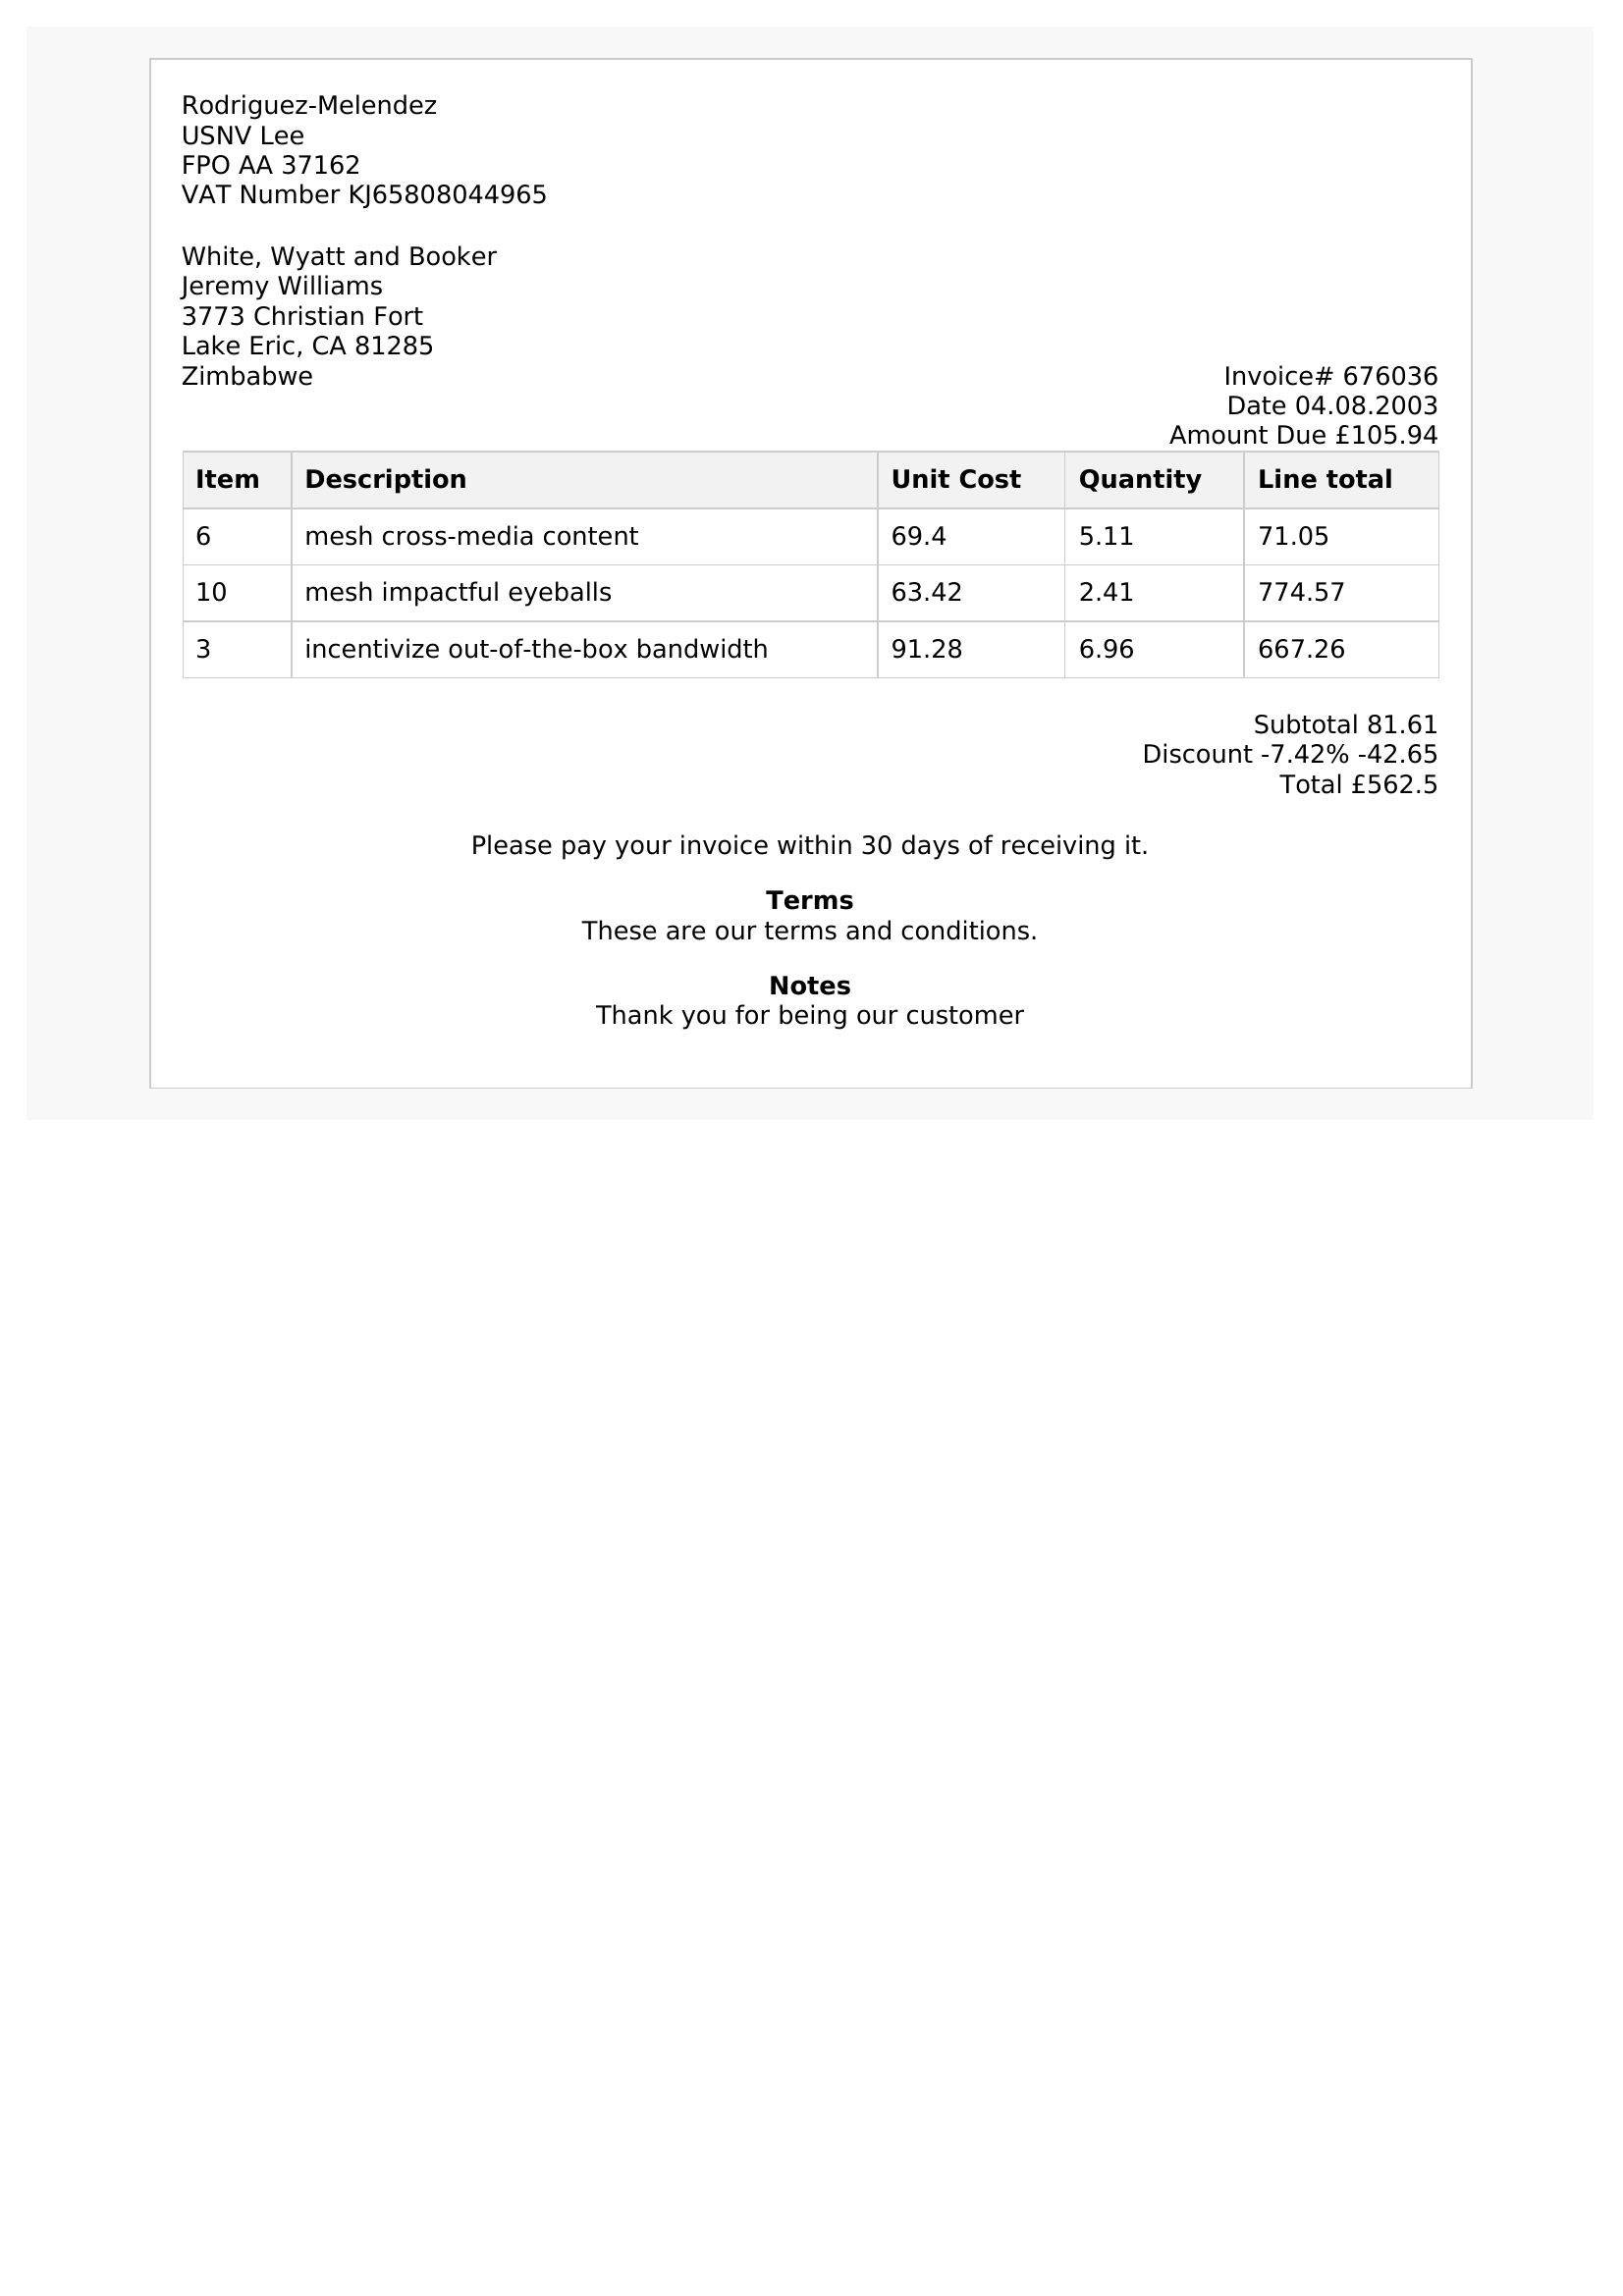 Rodriguez-Melendez
USNV Lee
FPO AA 37162
VAT Number KJ65808044965
White, Wyatt and Booker
Jeremy Williams
3773 Christian Fort
Lake Eric, CA 81285
Zimbabwe
Invoice# 676036
Date 04.08.2003
Amount Due £105.94
Item Description Unit Cost Quantity Line total
6 mesh cross-media content 69.4 5.11 71.05
10 mesh impactful eyeballs 63.42 2.41 774.57
3 incentivize out-of-the-box bandwidth 91.28 6.96 667.26
Subtotal 81.61
Discount -7.42% -42.65
Total £562.5
Please pay your invoice within 30 days of receiving it.
Terms
These are our terms and conditions.
Notes
Thank you for being our customer